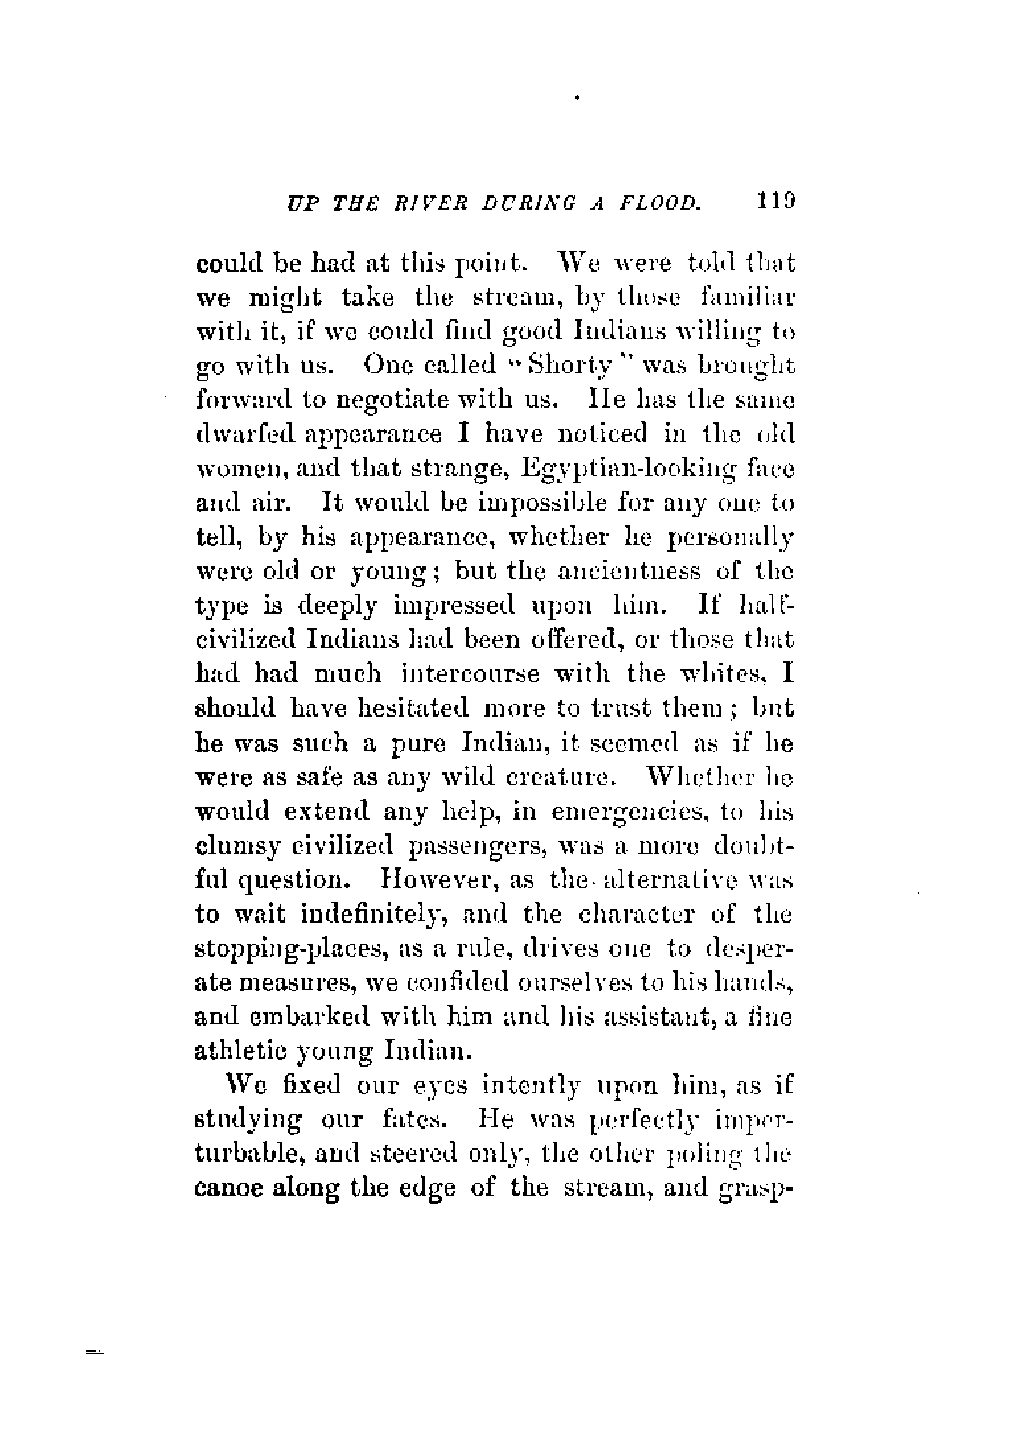 UP THE RIVER DURING A FLOOD. 119
could be had at this point. We were told that
we might take the stream, by those familiar
with it, if we could find good Indians willing to
go with us. One called "Shorty" was brought
forward to negotiate with us. He has the same
dwarfed appearance I have noticed in the old
women, and that strange, Egyptian-looking face
and air. It would be impossible for any one to
tell, by his appearance, whether he personally
were old or young; but the ancientness of the
type is deeply impressed upon him. If half-
civilized Indians had been offered, or those that
had had much intercourse with the whites, I
should have hesitated more to trust them; but
he was such a pure Indian, it seemed as if he
were as safe as any wild creature. Whether he
would extend any help, in emergencies, to his
clumsy civilized passengers, was a more doubt-
ful question. However, as the alternative was
to wait indefinitely, and the character of the
stopping-places, as a rule, drives one to desper-
ate measures, we confided ourselves to his hands,
and embarked with him and his assistant, a fine
athletic young Indian.
We fixed our eyes intently upon him, as if
studying our fates. He was perfectly imper-
turbable, and steered only, the other poling the
canoe along the edge of the stream, and grasp-